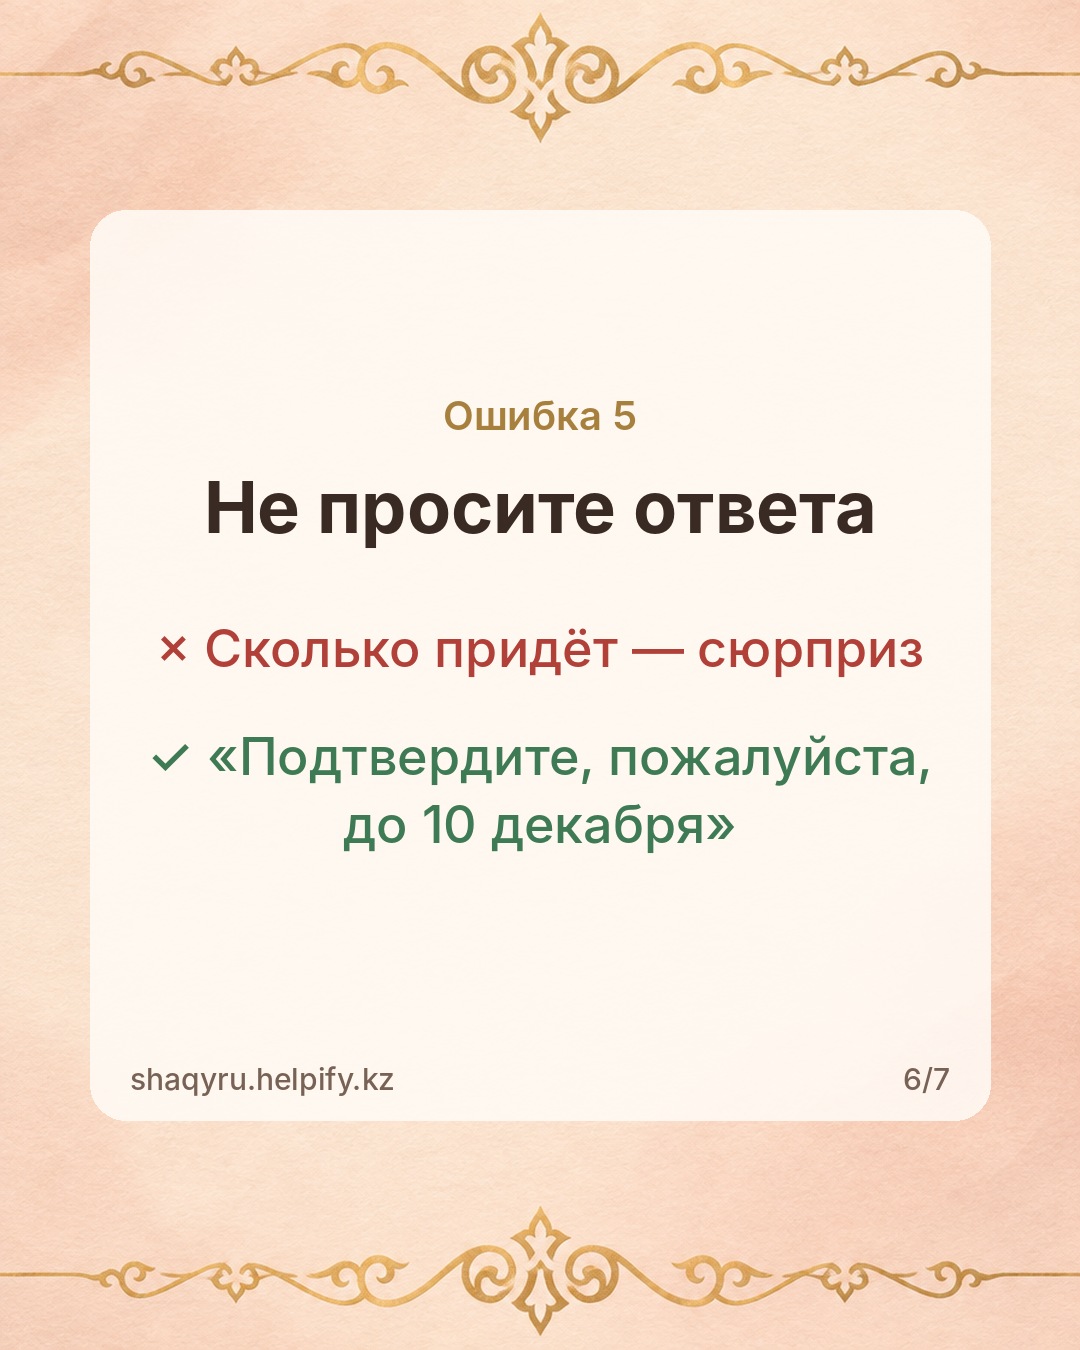 Ошибка 5
Не просите ответа
× Сколько придёт — сюрприз
✓ «Подтвердите, пожалуйста,
до 10 декабря»
shaqyru.helpify.kz
6/7